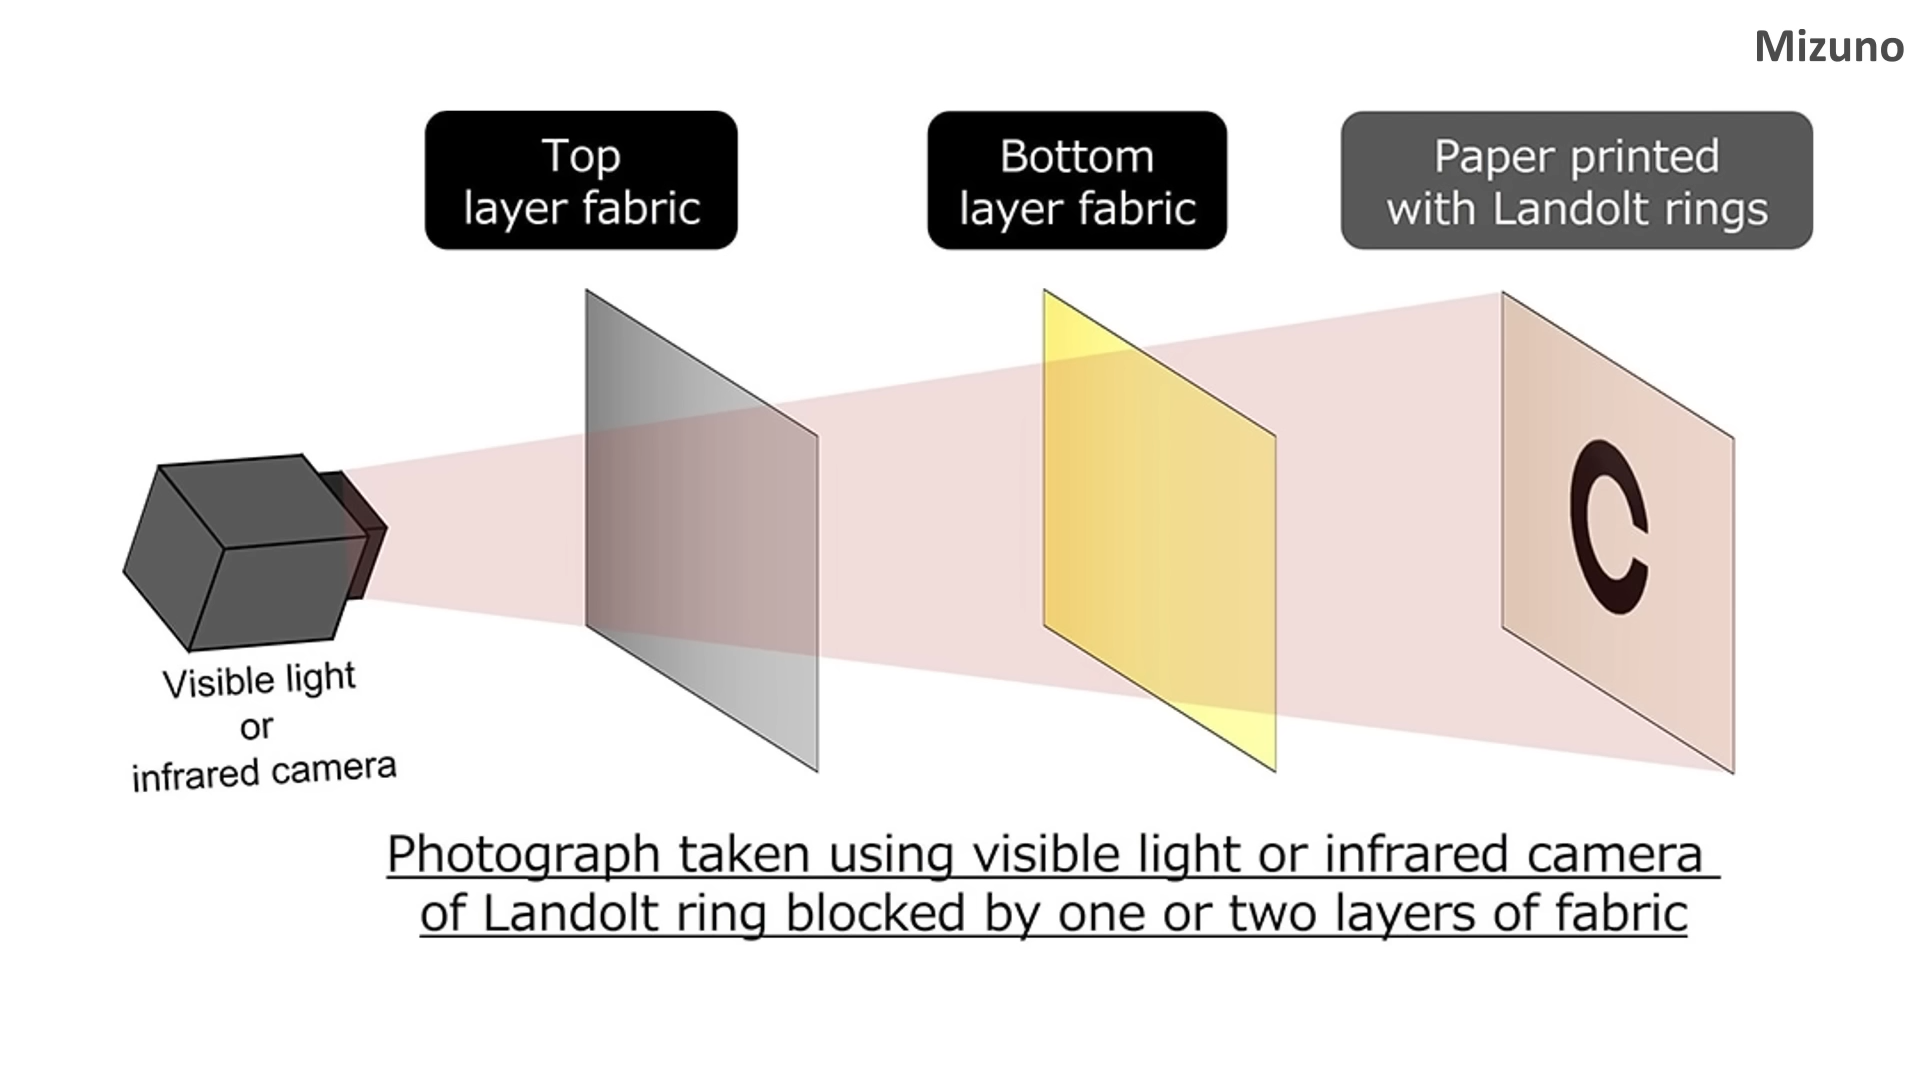 Mizuno
Top
layer fabric
Bottom
layer fabric
Paper printed
with Landolt rings
C
Visible light
or
infrared camera
Photograph taken using visible light or infrared camera
of Landolt ring blocked by one or two layers of fabric